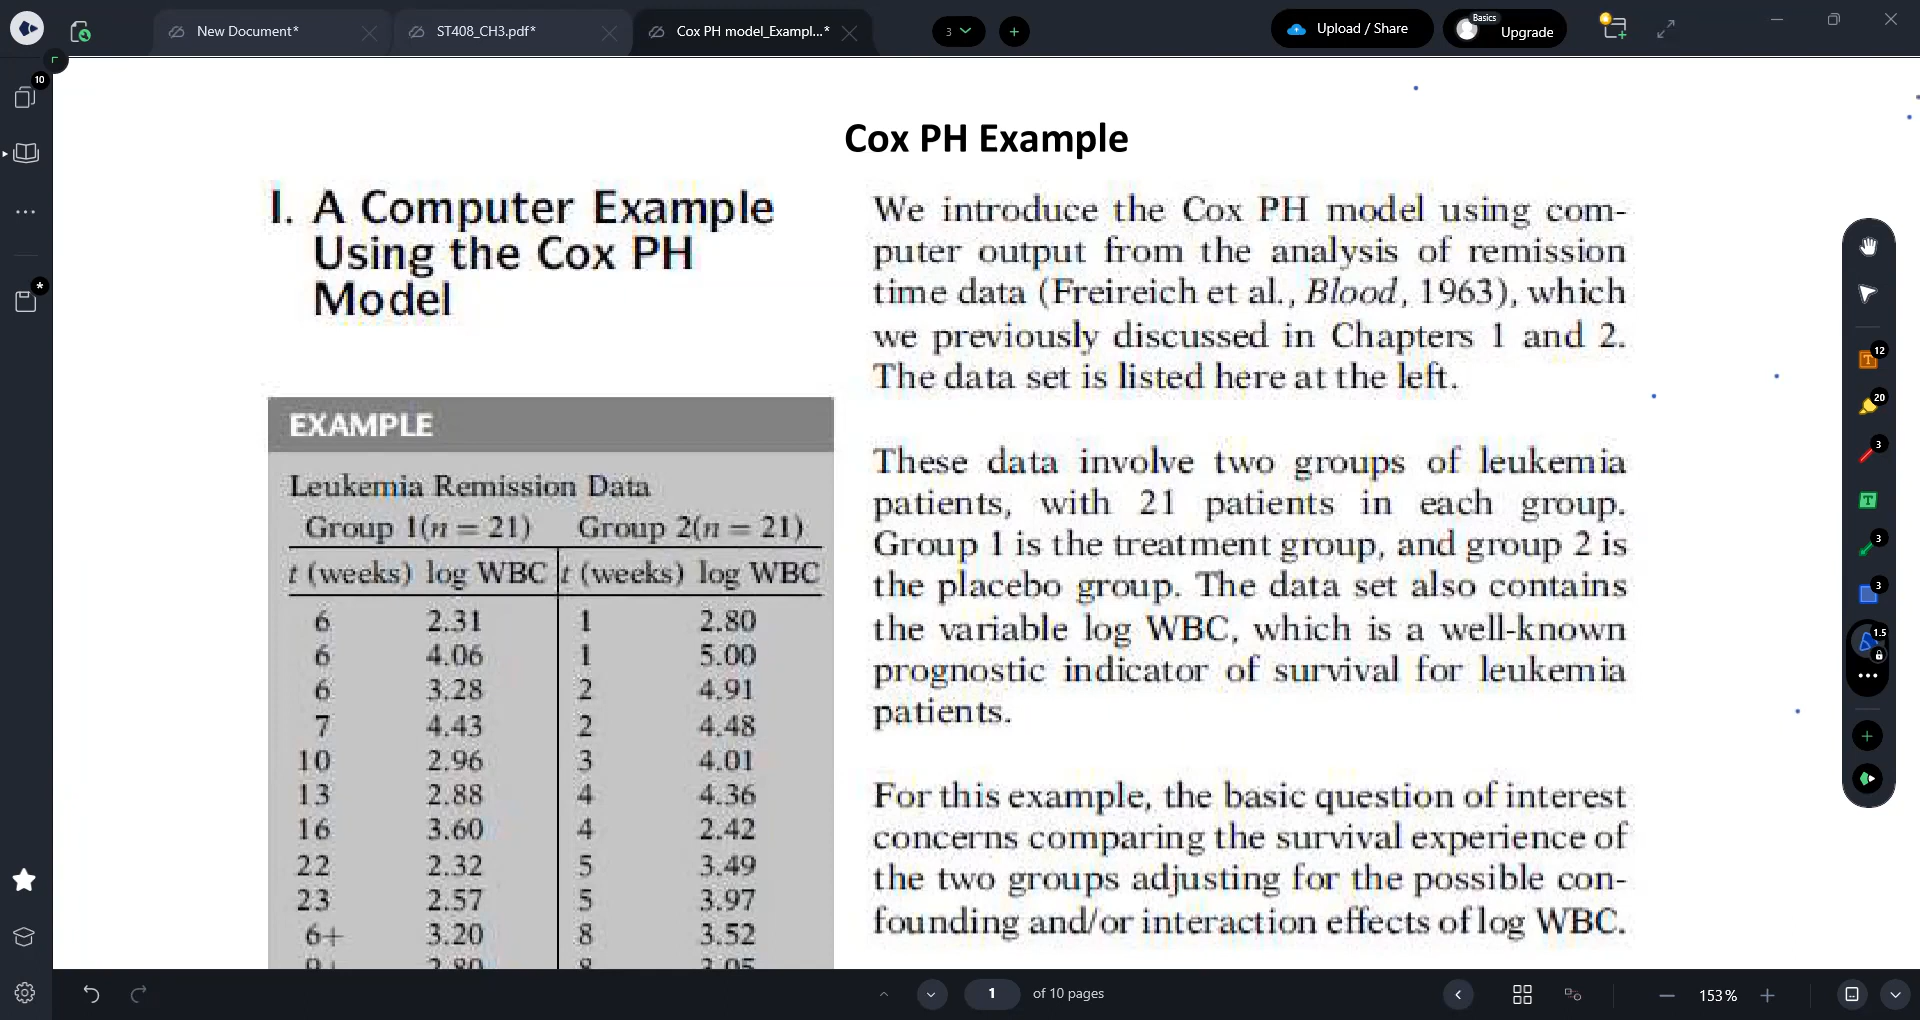 New Document*
ST408_CH3.pdf*
Cox PH model_Exampl...*
3
Upload / Share
Basics
Upgrade
10
Cox PH Example
I. A Computer Example
Using the Cox PH
Model
We introduce the Cox PH model using com-
puter output from the analysis of remission
time data (Freireich et al., Blood, 1963), which
we previously discussed in Chapters 1 and 2.
The data set is listed here at the left.
EXAMPLE
Leukemia Remission Data
Group 1(n = 21) Group 2(n = 21)
t (weeks) log WBC t (weeks) log WBC
6 2.31 1 2.80
6 4.06 1 5.00
6 3.28 2 4.91
7 4.43 2 4.48
10 2.96 3 4.01
13 2.88 4 4.36
16 3.60 4 2.42
22 2.32 5 3.49
23 2.57 5 3.97
6+ 3.20 8 3.52
These data involve two groups of leukemia
patients, with 21 patients in each group.
Group 1 is the treatment group, and group 2 is
the placebo group. The data set also contains
the variable log WBC, which is a well-known
prognostic indicator of survival for leukemia
patients.
For this example, the basic question of interest
concerns comparing the survival experience of
the two groups adjusting for the possible con-
founding and/or interaction effects of log WBC.
12
20
3
T
3
3
1.5
1
of 10 pages
153%